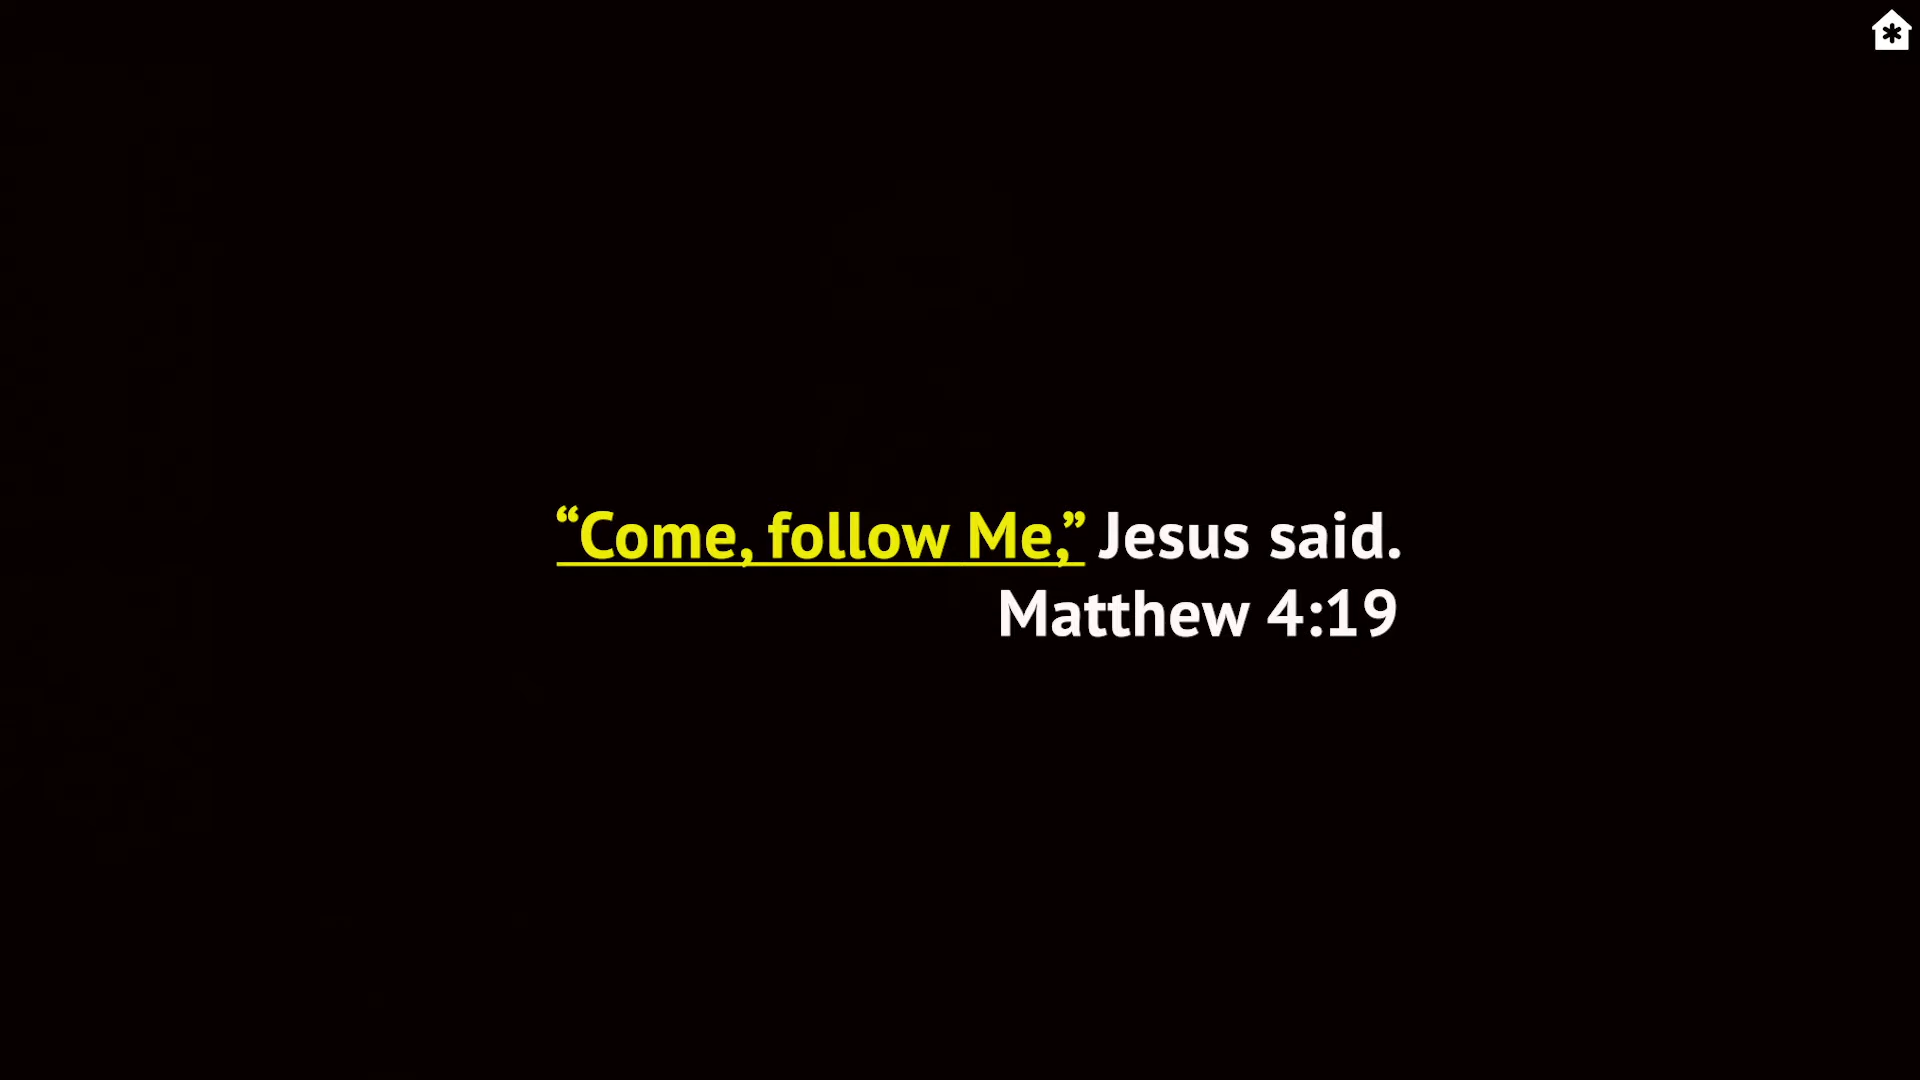 “Come, follow Me,” Jesus said.
Matthew 4:19